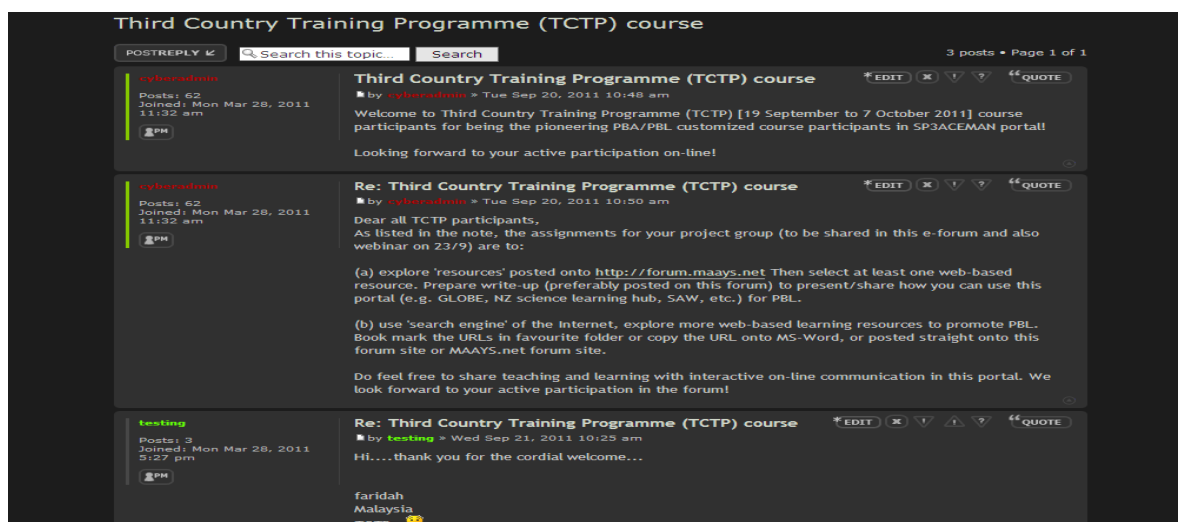 Third Country Training Programme (TCTP) course
POSTREPLY Search this topic... Search 3 posts • Page 1 of 1
cyberadmin
Posts: 62
Joined: Mon Mar 28, 2011
11:32 am
PM
Third Country Training Programme (TCTP) course
EDIT X ! ? QUOTE
by cyberadmin » Tue Sep 20, 2011 10:48 am
Welcome to Third Country Training Programme (TCTP) [19 September to 7 October 2011] course
participants for being the pioneering PBA/PBL customized course participants in SP3ACEMAN portal!
Looking forward to your active participation on-line!
cyberadmin
Posts: 62
Joined: Mon Mar 28, 2011
11:32 am
PM
Re: Third Country Training Programme (TCTP) course
EDIT X ! ? QUOTE
by cyberadmin » Tue Sep 20, 2011 10:50 am
Dear all TCTP participants,
As listed in the note, the assignments for your project group (to be shared in this e-forum and also
webinar on 23/9) are to:
(a) explore 'resources' posted onto http://forum.maays.net Then select at least one web-based
resource. Prepare write-up (preferably posted on this forum) to present/share how you can use this
portal (e.g. GLOBE, NZ science learning hub, SAW, etc.) for PBL.
(b) use 'search engine' of the Internet, explore more web-based learning resources to promote PBL.
Book mark the URLs in favourite folder or copy the URL onto MS-Word, or posted straight onto this
forum site or MAAYS.net forum site.
Do feel free to share teaching and learning with interactive on-line communication in this portal. We
look forward to your active participation in the forum!
testing
Posts: 3
Joined: Mon Mar 28, 2011
5:27 pm
PM
Re: Third Country Training Programme (TCTP) course
EDIT X ! ? QUOTE
by testing » Wed Sep 21, 2011 10:25 am
Hi....thank you for the cordial welcome...
faridah
Malaysia